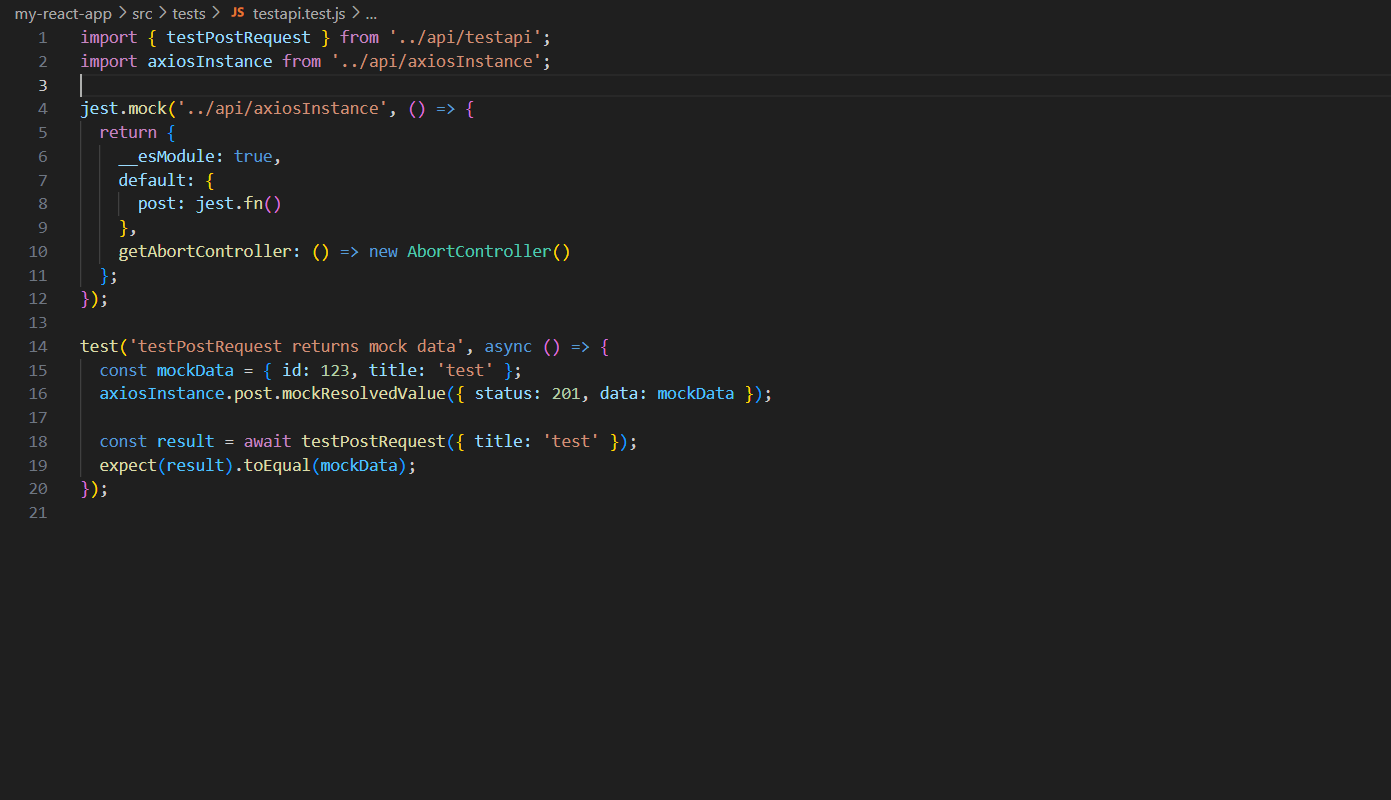 my-react-app > src > tests > JS testapi.test.js > ...
1 import { testPostRequest } from '../api/testapi';
2 import axiosInstance from '../api/axiosInstance';
3
4 jest.mock('../api/axiosInstance', () => {
5   return {
6     __esModule: true,
7     default: {
8       post: jest.fn()
9     },
10     getAbortController: () => new AbortController()
11   };
12 });
13
14 test('testPostRequest returns mock data', async () => {
15   const mockData = { id: 123, title: 'test' };
16   axiosInstance.post.mockResolvedValue({ status: 201, data: mockData });
17
18   const result = await testPostRequest({ title: 'test' });
19   expect(result).toEqual(mockData);
20 });
21